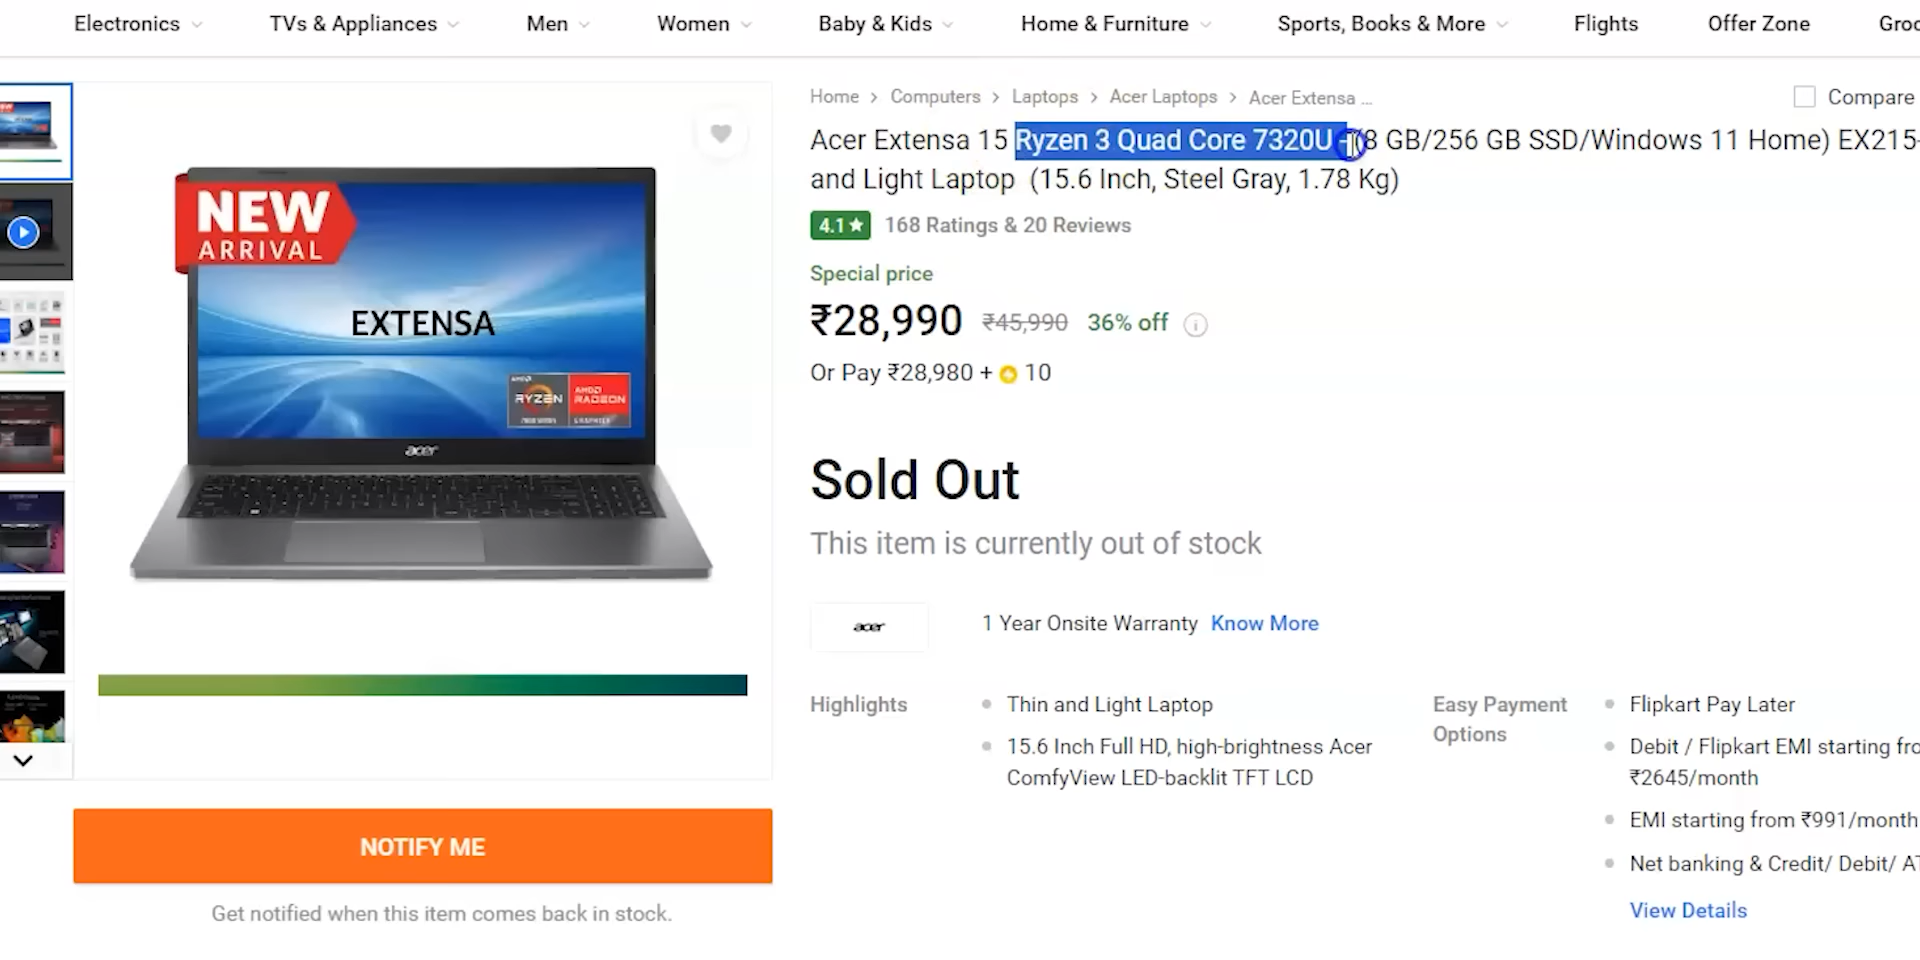 Electronics TVs & Appliances Men Women Baby & Kids Home & Furniture Sports, Books & More Flights Offer Zone
Home > Computers > Laptops > Acer Laptops > Acer Extensa ...
Compare
Acer Extensa 15 Ryzen 3 Quad Core 7320U - (8 GB/256 GB SSD/Windows 11 Home) EX215-
and Light Laptop (15.6 Inch, Steel Gray, 1.78 Kg)
4.1★ 168 Ratings & 20 Reviews
Special price
₹28,990 ₹45,990 36% off
Or Pay ₹28,980 + 10
Sold Out
This item is currently out of stock
acer 1 Year Onsite Warranty Know More
Highlights
Thin and Light Laptop
15.6 Inch Full HD, high-brightness Acer
ComfyView LED-backlit TFT LCD
Easy Payment
Options
Flipkart Pay Later
Debit / Flipkart EMI starting
₹2645/month
EMI starting from ₹991/month
Net banking & Credit/ Debit/
View Details
NEW
ARRIVAL
EXTENSA
AMD AMD
RYZEN RADEON
acer
NOTIFY ME
Get notified when this item comes back in stock.